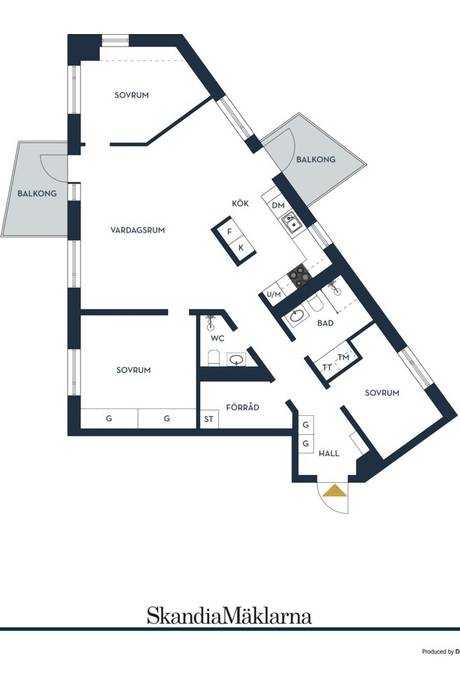 SOVRUM
BALKONG
BALKONG
DM
KÖK
VARDAGSRUM
F
K
U/M
BAD
WC
SOVRUM
TT
TM
SOVRUM
FÖRRÅD
G
G
ST
G
G
HALL
SkandiaMäklarna
Produced by D